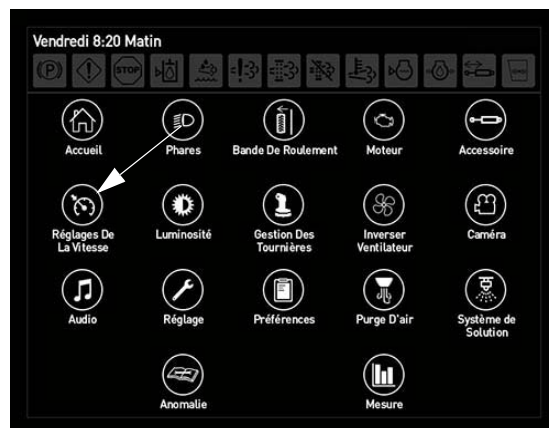 Vendredi 8:20 Matin
STOP
Accueil
Phares
Bande De Roulement
Moteur
Accessoire
Réglages De
La Vitesse
Luminosité
Gestion Des
Tournières
Inverser
Ventilateur
Caméra
Audio
Réglage
Préférences
Purge D'air
Système de
Solution
Anomalie
Mesure